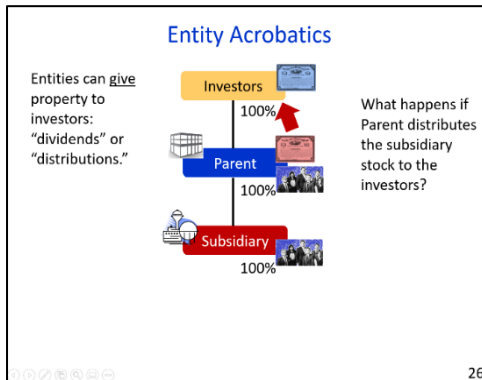 Entity Acrobatics
Entities can give
property to
investors:
“dividends” or
“distributions.”
Investors
100%
Parent
100%
Subsidiary
100%
What happens if
Parent distributes
the subsidiary
stock to the
investors?
26